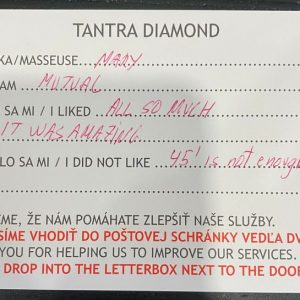 TANTRA DIAMOND
KA/MASSEUSE... MARY
AM MUTUAL
SA MI / I LIKED ALL SO MUCH
IT WAS AMAZING
LO SA MI / I DID NOT LIKE 45' is not enough
EME, ŽE NÁM POMÁHATE ZLEPŠIŤ NAŠE SLUŽBY.
SÍME VHODIŤ DO POŠTOVEJ SCHRÁNKY VEDĽA DV
YOU FOR HELPING US TO IMPROVE OUR SERVICES.
DROP INTO THE LETTERBOX NEXT TO THE DOOR